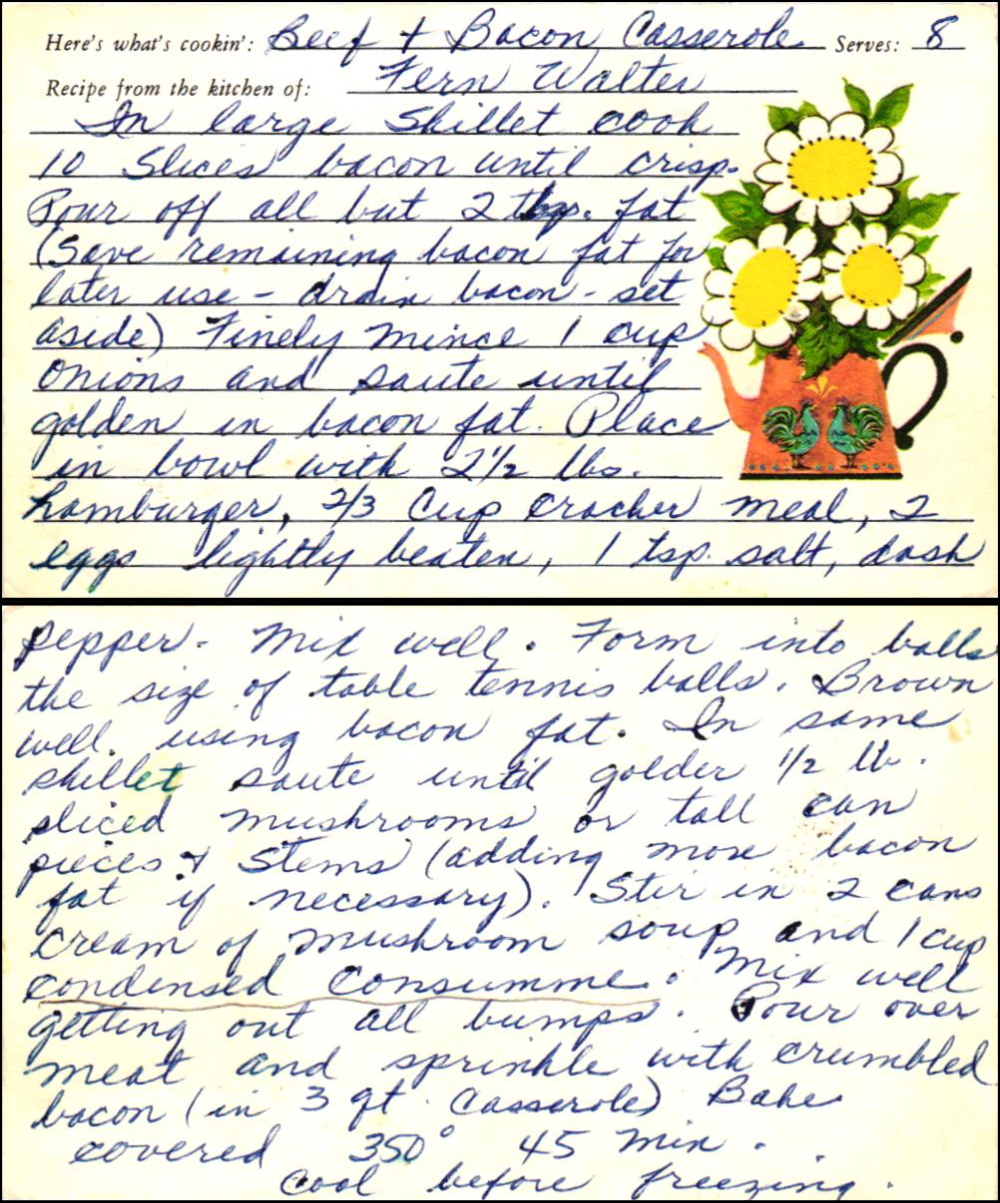 Here's what's cookin': Beef + Bacon Casserole Serves: 8
Recipe from the kitchen of: Fern Walter
In large skillet cook
10 Slices bacon until crisp.
Pour off all but 2 tbsp. fat
(Save remaining bacon fat for
later use - drain bacon - set
aside) Finely mince 1 cup
onions and saute until
golden in bacon fat. Place
in bowl with 2 1/2 lbs.
hamburger, 2/3 Cup cracker meal, 2
eggs lightly beaten, 1 tsp. salt, dash
pepper - Mix well. Form into balls
the size of table tennis balls. Brown
well. using bacon fat. In same
skillet saute until golder 1/2 lb.
sliced mushrooms or tall can
pieces & Stems (adding more bacon
fat if necessary). Stir in 2 cans
cream of mushroom soup and 1 cup
condensed Consumme. Mix well
getting out all bumps. Pour over
meat and sprinkle with crumbled
bacon (in 3 qt. Casserole) Bake
covered 350° 45 min.
Cool before freezing.